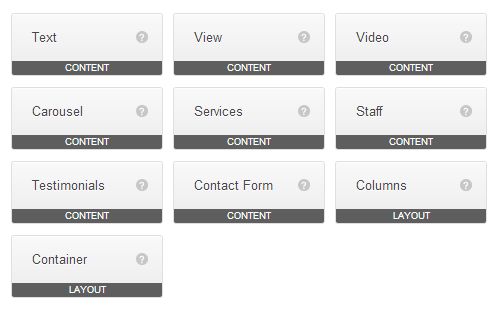 Text ?
View ?
Video ?
CONTENT
CONTENT
CONTENT
Carousel ?
Services ?
Staff ?
CONTENT
CONTENT
CONTENT
Testimonials ?
Contact Form ?
Columns ?
CONTENT
CONTENT
LAYOUT
Container ?
LAYOUT